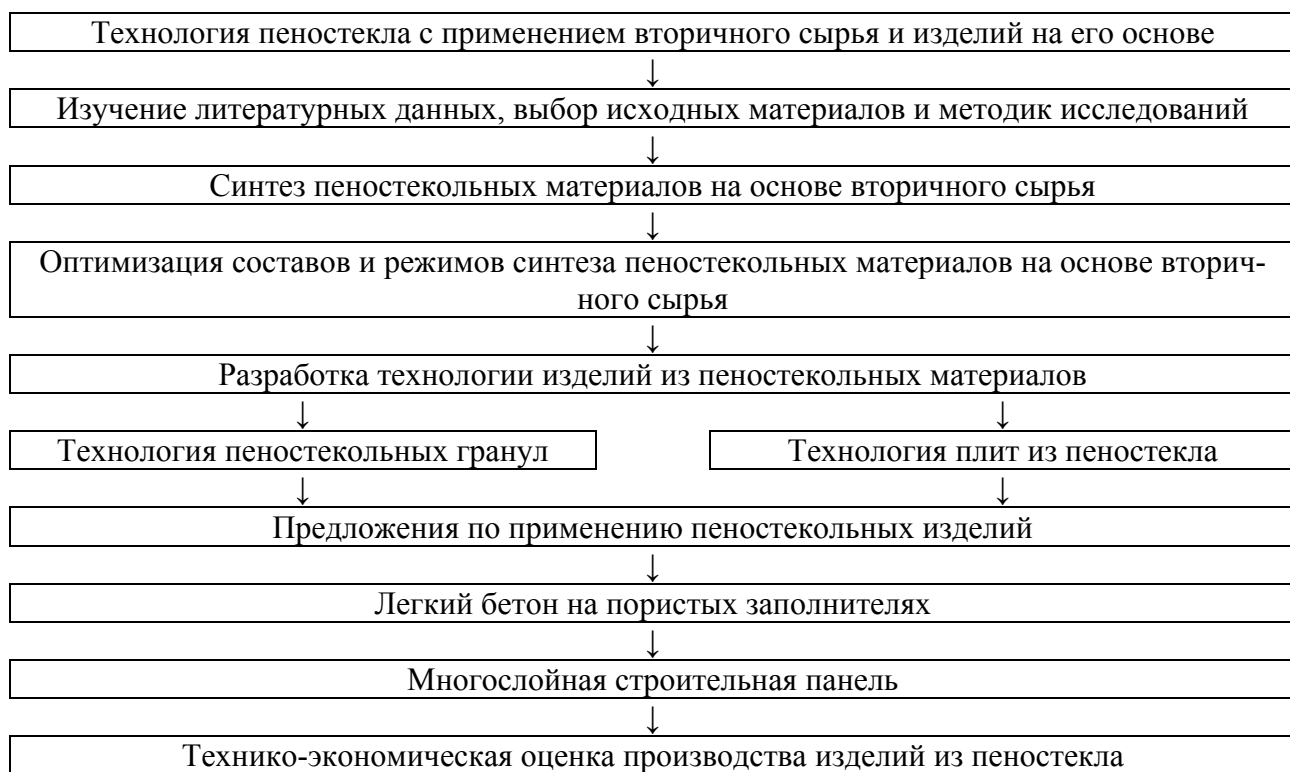 Технология пеностекла с применением вторичного сырья и изделий на его основе
↓
Изучение литературных данных, выбор исходных материалов и методик исследований
↓
Синтез пеностекольных материалов на основе вторичного сырья
↓
Оптимизация составов и режимов синтеза пеностекольных материалов на основе вторич-
ного сырья
↓
Разработка технологии изделий из пеностекольных материалов
↓ ↓
Технология пеностекольных гранул Технология плит из пеностекла
↓ ↓
Предложения по применению пеностекольных изделий
↓
Легкий бетон на пористых заполнителях
↓
Многослойная строительная панель
↓
Технико-экономическая оценка производства изделий из пеностекла